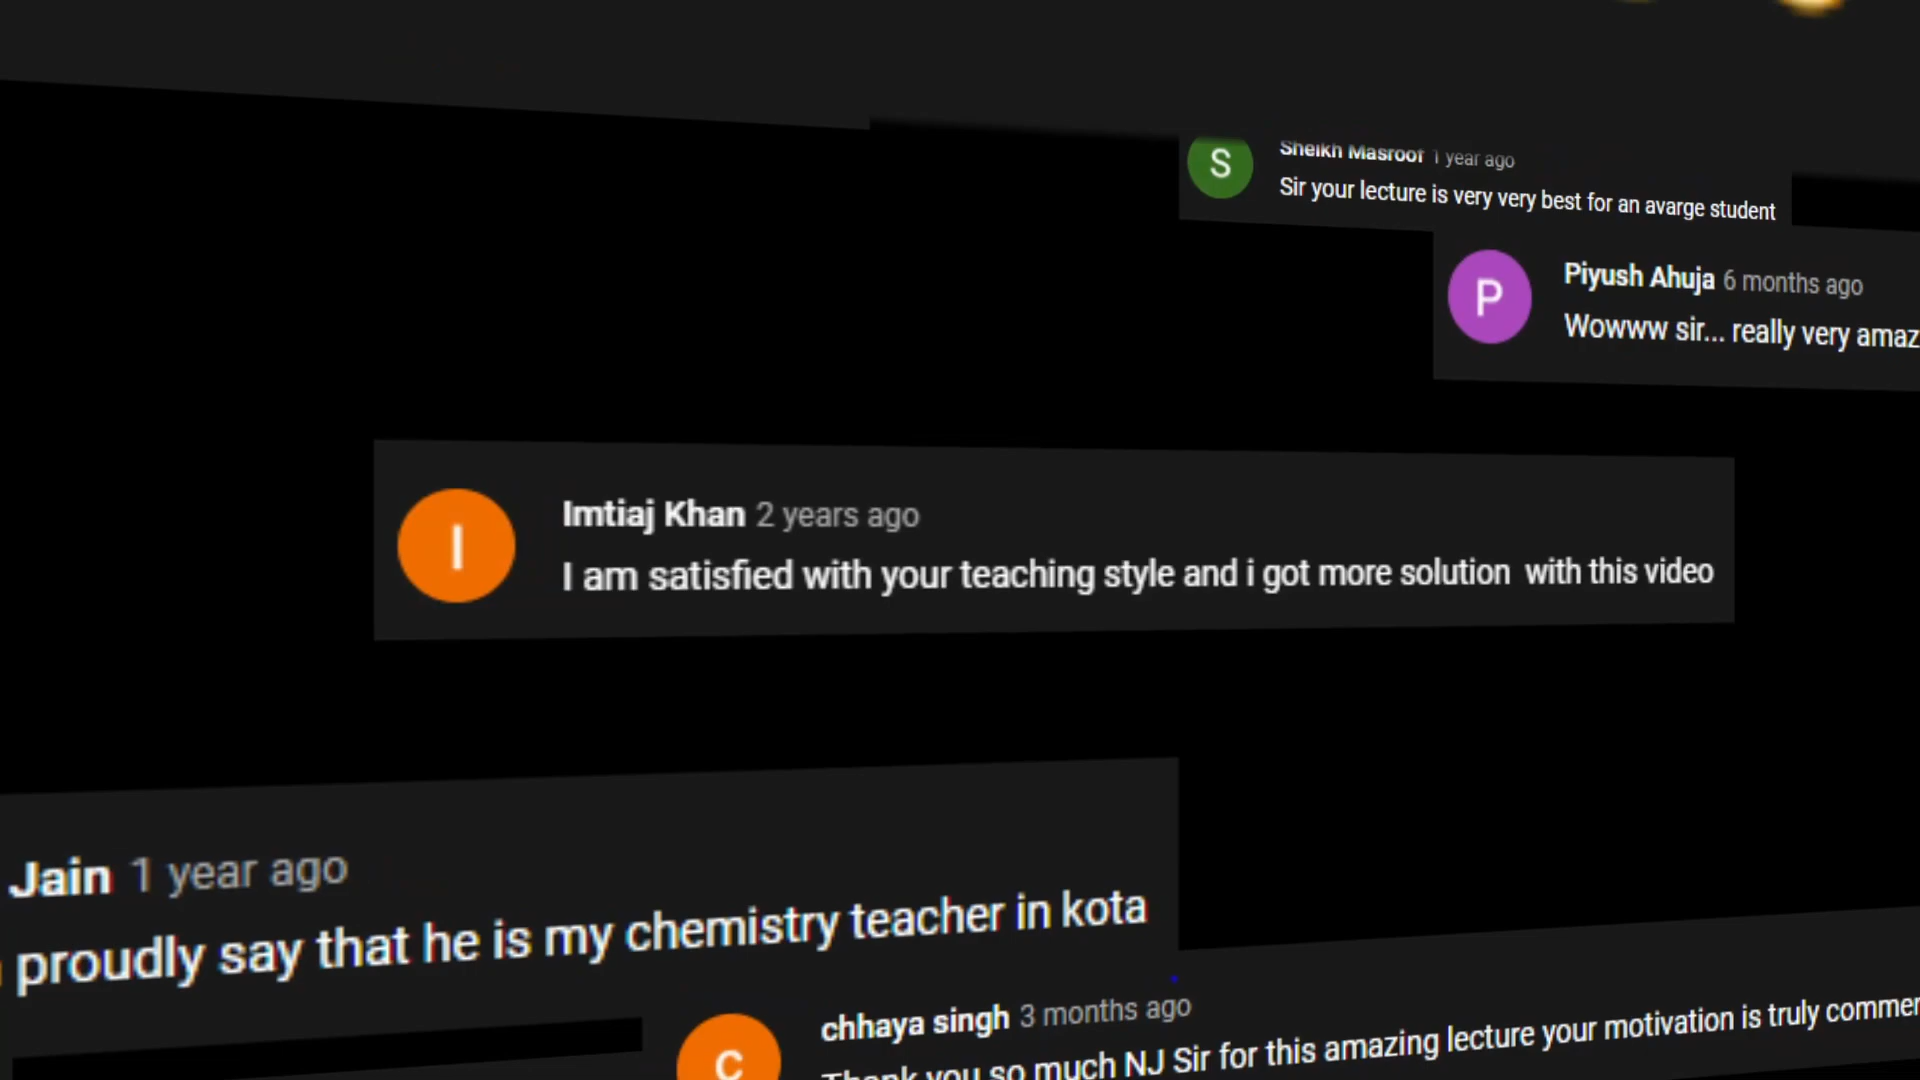 S
Sheikh Masroof 1 year ago
Sir your lecture is very very best for an avarge student
P
Piyush Ahuja 6 months ago
Wowww sir... really very amaz
I
Imtiaj Khan 2 years ago
I am satisfied with your teaching style and i got more solution with this video
Jain 1 year ago
proudly say that he is my chemistry teacher in kota
C
chhaya singh 3 months ago
Thank you so much NJ Sir for this amazing lecture your motivation is truly commen